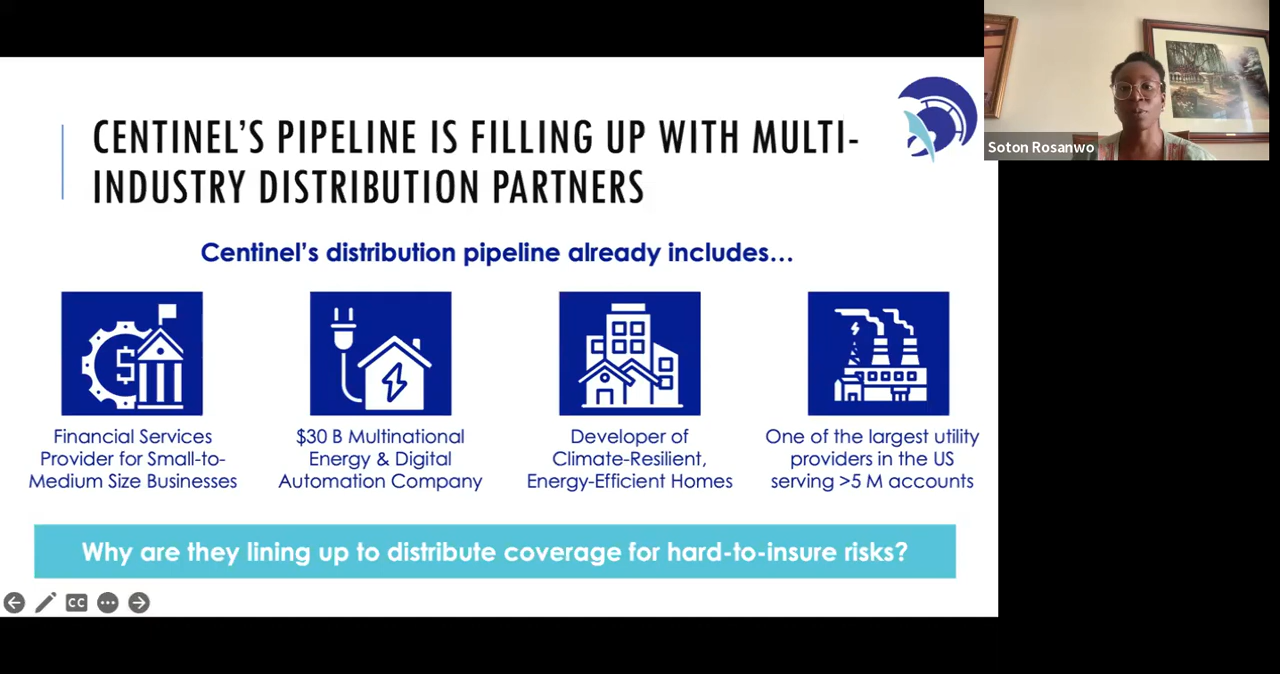 CENTINEL'S PIPELINE IS FILLING UP WITH MULTI-
INDUSTRY DISTRIBUTION PARTNERS
Soton Rosanwo
Centinel's distribution pipeline already includes…
$
Financial Services
Provider for Small-to-
Medium Size Businesses
$30 B Multinational
Energy & Digital
Automation Company
Developer of
Climate-Resilient,
Energy-Efficient Homes
One of the largest utility
providers in the US
serving >5 M accounts
Why are they lining up to distribute coverage for hard-to-insure risks?
CC